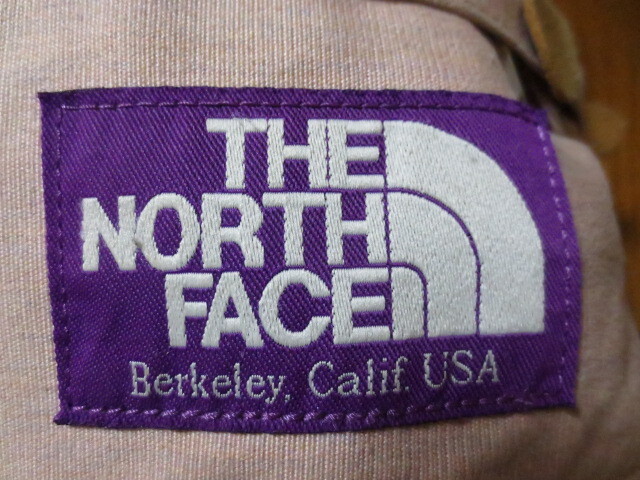 THE
NORTH
FACE
Berkeley, Calif. USA